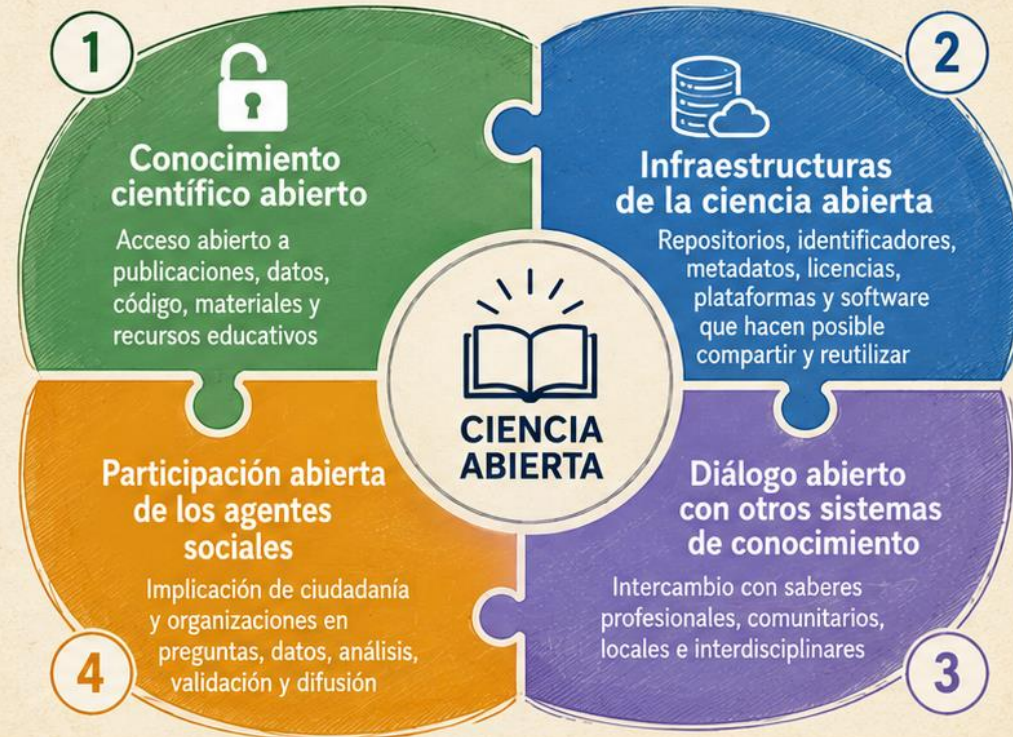 1
Conocimiento
científico abierto
Acceso abierto a
publicaciones, datos,
código, materiales y
recursos educativos
2
Infraestructuras
de la ciencia abierta
Repositorios, identificadores,
metadatos, licencias,
plataformas y software
que hacen posible
compartir y reutilizar
CIENCIA
ABIERTA
Diálogo abierto
con otros sistemas
de conocimiento
Intercambio con saberes
profesionales, comunitarios,
locales e interdisciplinares
3
Participación abierta
de los agentes
sociales
Implicación de ciudadanía
y organizaciones en
preguntas, datos, análisis,
validación y difusión
4